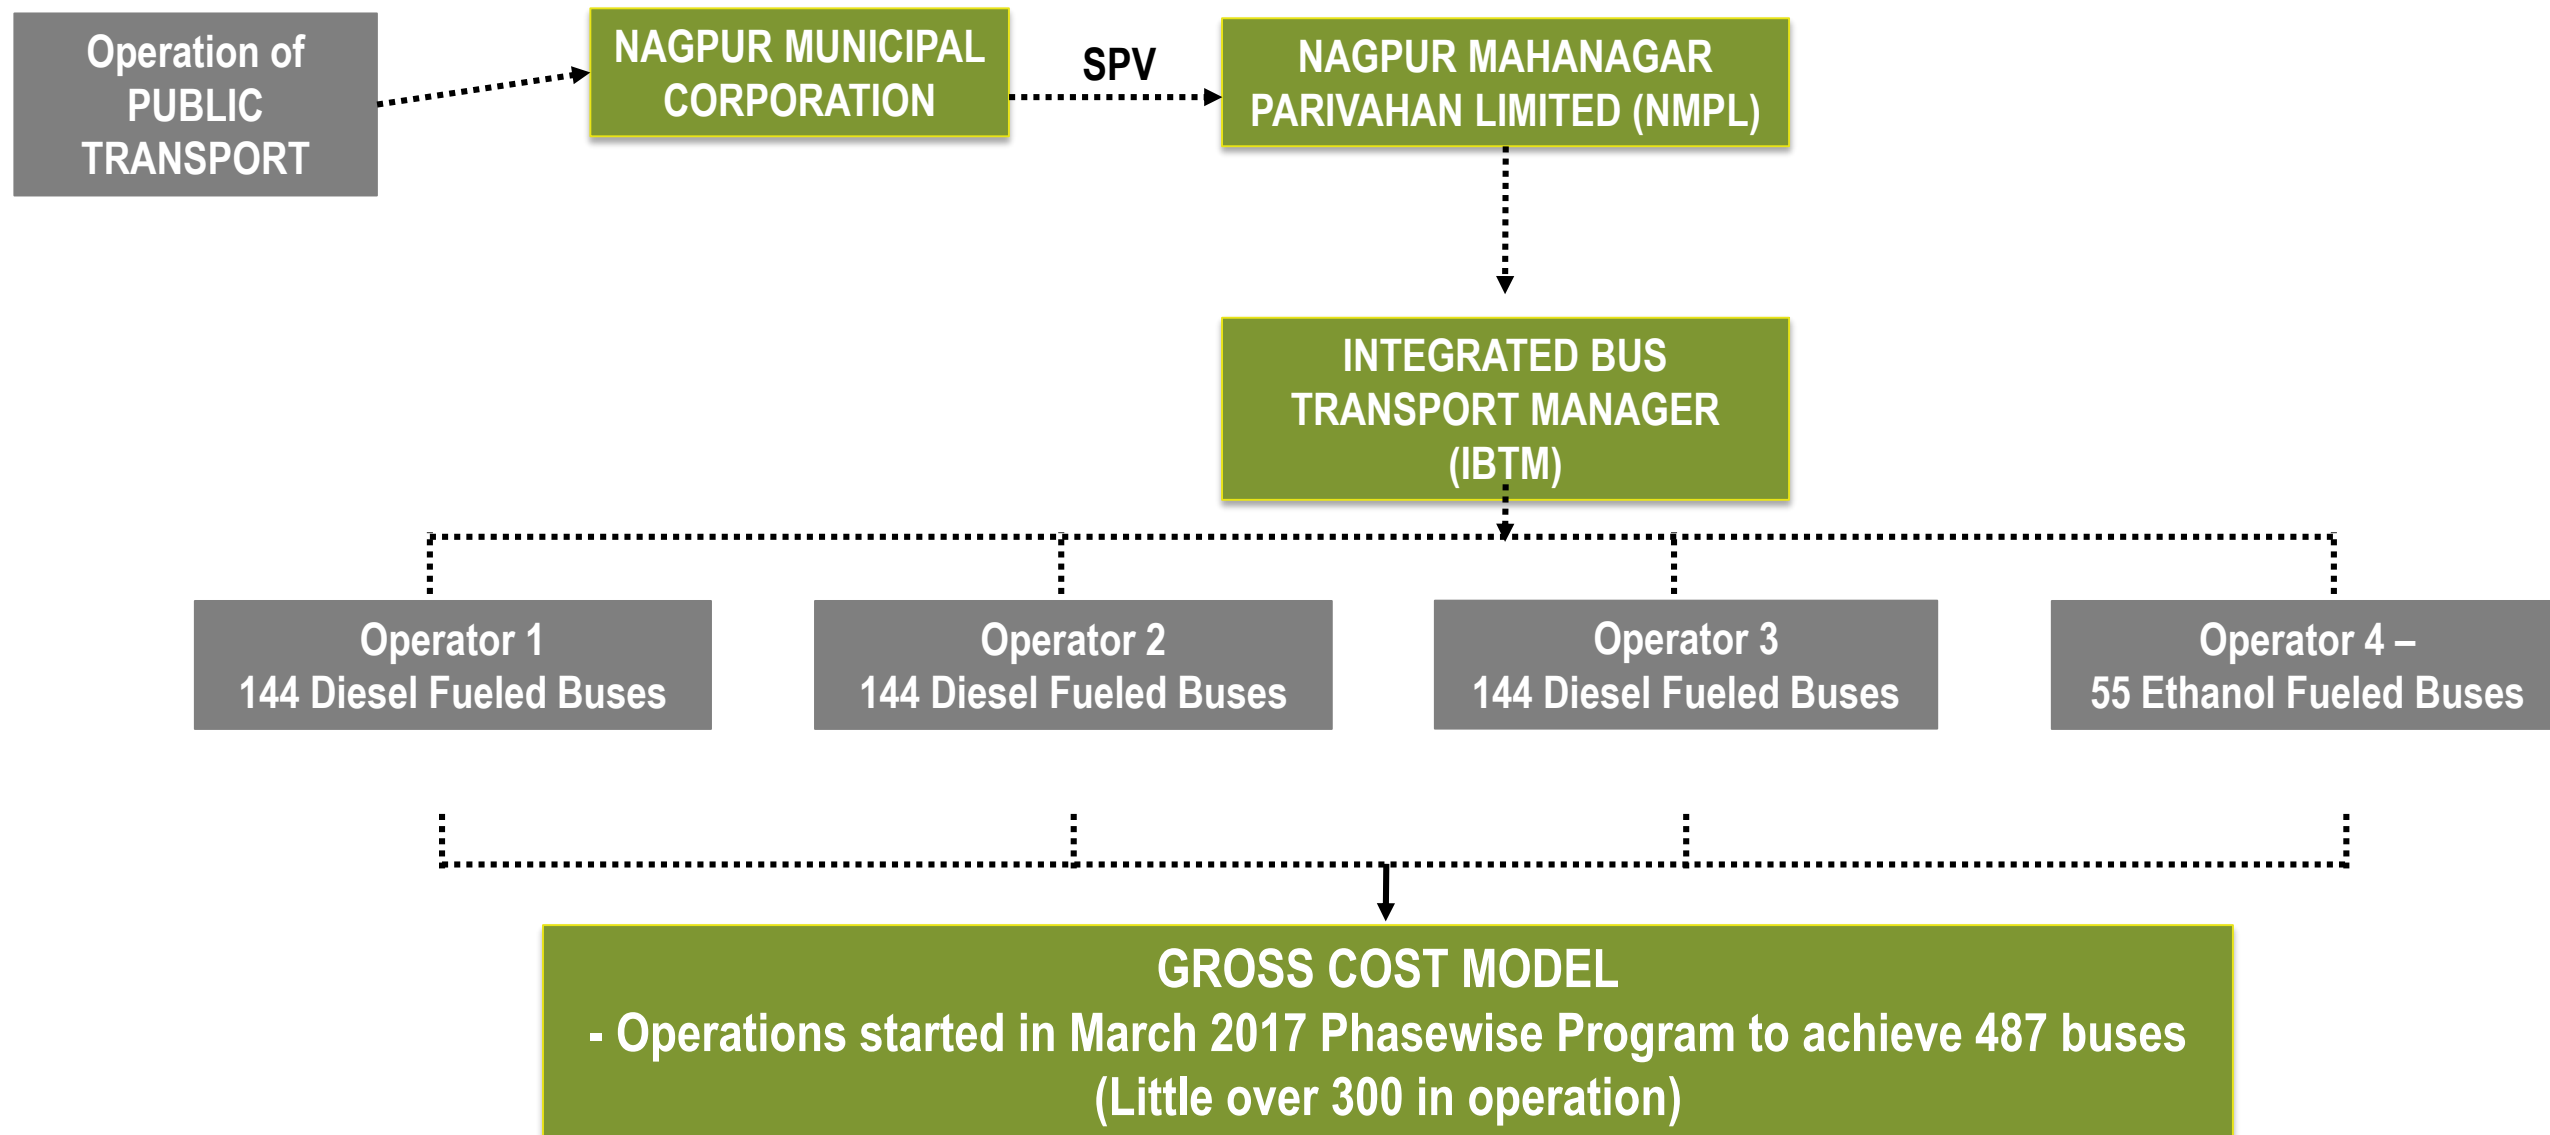 Operation of
PUBLIC
TRANSPORT
NAGPUR MUNICIPAL
CORPORATION
SPV
NAGPUR MAHANAGAR
PARIVAHAN LIMITED (NMPL)
INTEGRATED BUS
TRANSPORT MANAGER
(IBTM)
Operator 1
144 Diesel Fueled Buses
Operator 2
144 Diesel Fueled Buses
Operator 3
144 Diesel Fueled Buses
Operator 4 –
55 Ethanol Fueled Buses
GROSS COST MODEL
- Operations started in March 2017 Phasewise Program to achieve 487 buses
(Little over 300 in operation)